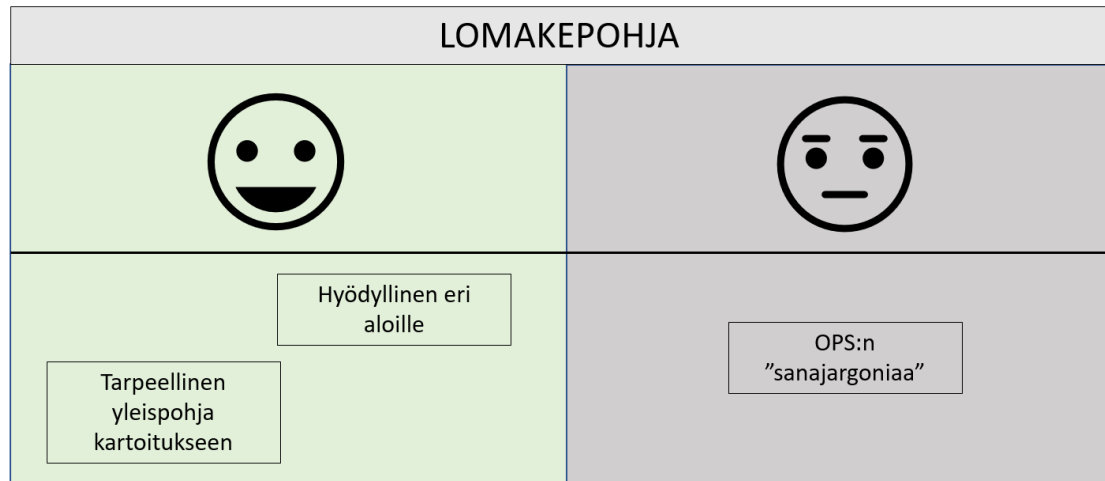 LOMAKEPOHJA
Hyödyllinen eri
aloille
Tarpeellinen
yleispohja
kartoitukseen
OPS:n
”sanajargoniaa”